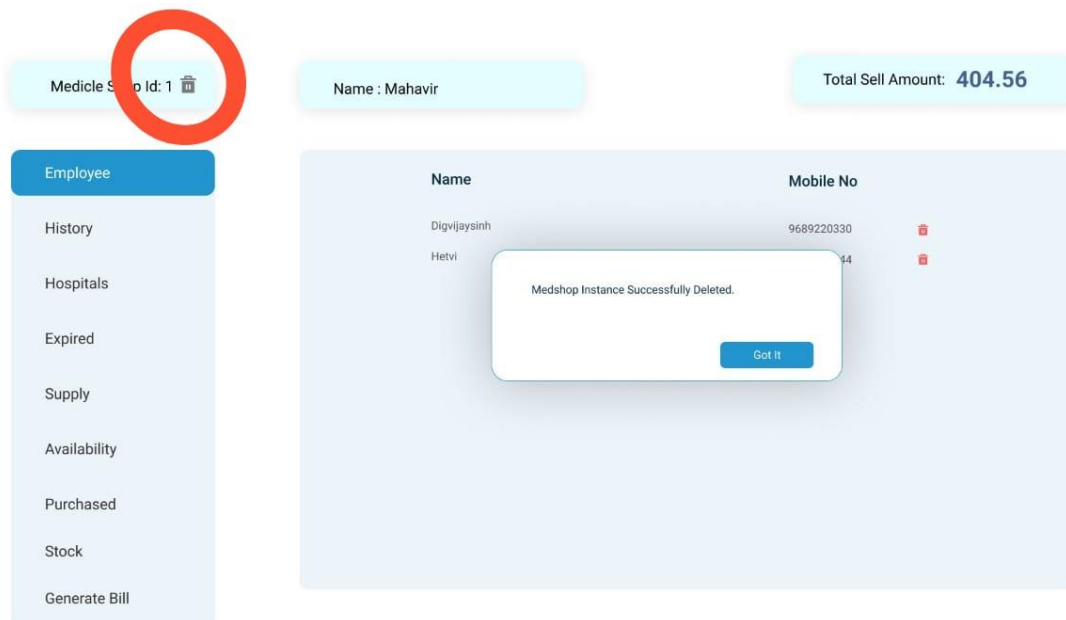 Medicle S p Id: 1
Name : Mahavir
Total Sell Amount: 404.56
Employee
History
Hospitals
Expired
Supply
Availability
Purchased
Stock
Generate Bill
Name Mobile No
Digvijaysinh 9689220330
Hetvi 44
Medshop Instance Successfully Deleted.
Got It